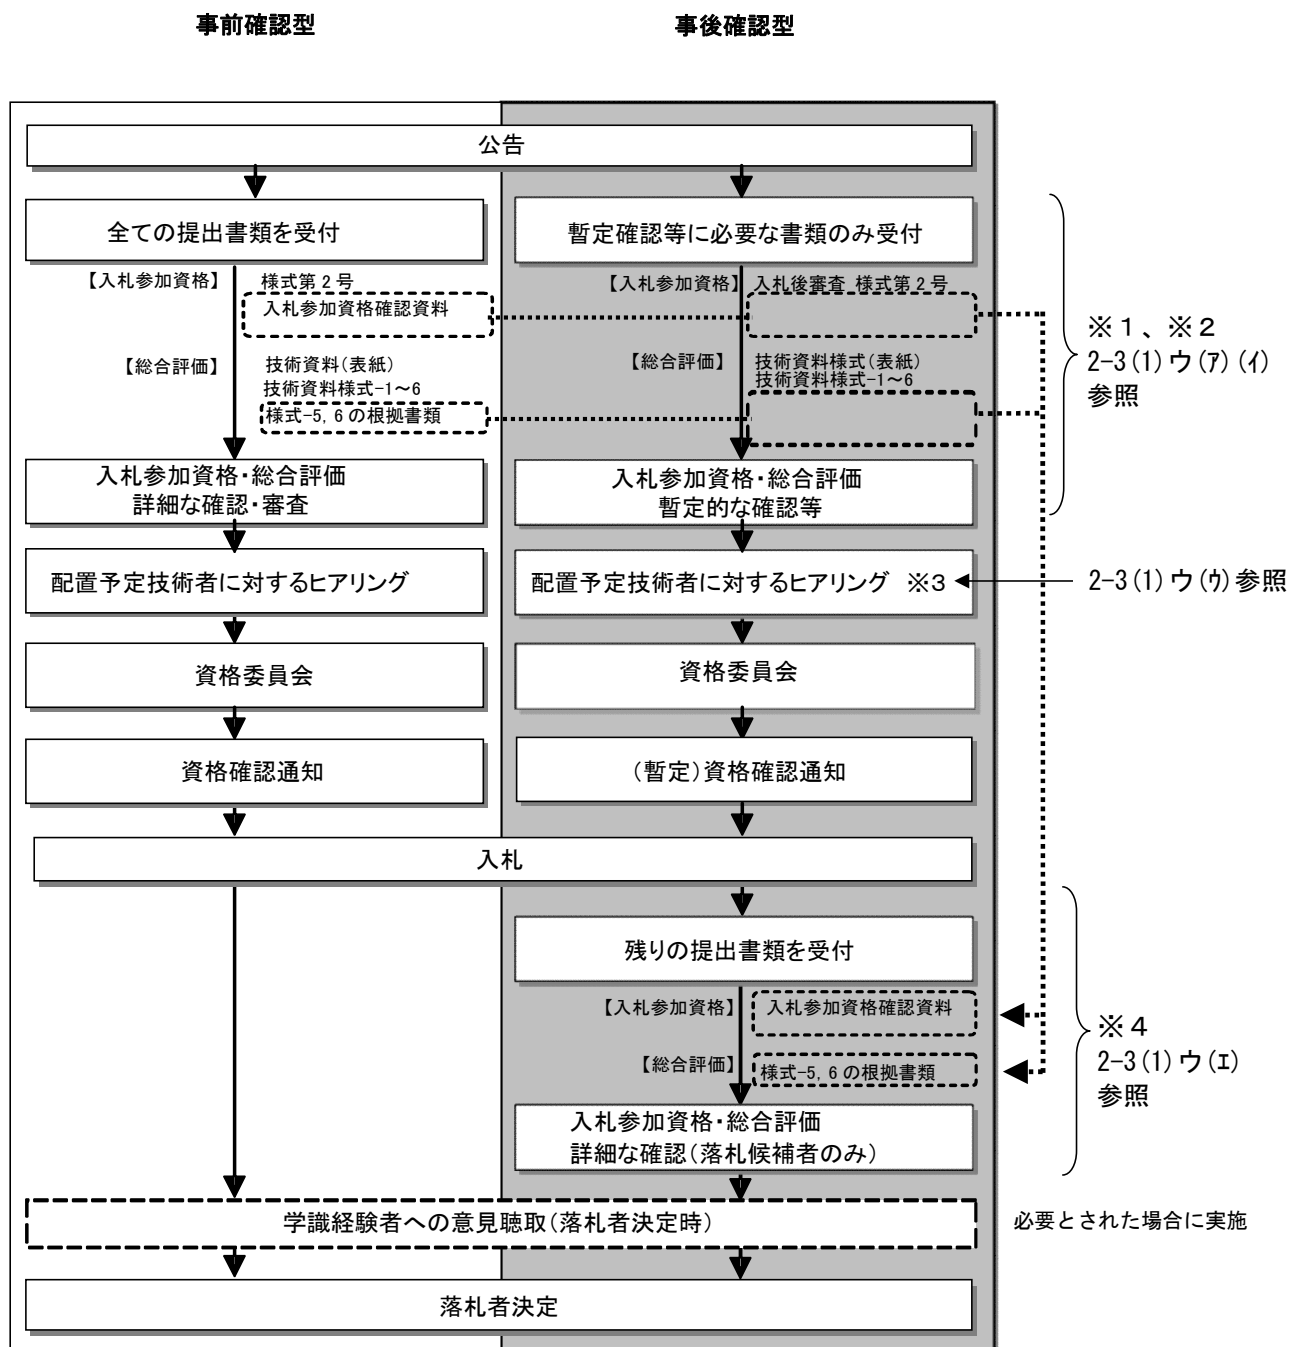 事前確認型
事後確認型
公告
全ての提出書類を受付
暫定確認等に必要な書類のみ受付
【入札参加資格】 様式第2号
入札参加資格確認資料
【入札参加資格】 入札後審査 様式第2号
【総合評価】 技術資料(表紙)
技術資料様式-1～6
様式-5, 6 の根拠書類
【総合評価】 技術資料様式(表紙)
技術資料様式-1～6
※1、※2
2-3(1)ウ(ｱ)(ｲ)
参照
入札参加資格・総合評価
詳細な確認・審査
入札参加資格・総合評価
暫定的な確認等
配置予定技術者に対するヒアリング
配置予定技術者に対するヒアリング ※3
2-3(1)ウ(ｳ)参照
資格委員会
資格委員会
資格確認通知
(暫定)資格確認通知
入札
残りの提出書類を受付
【入札参加資格】 入札参加資格確認資料
【総合評価】 様式-5, 6 の根拠書類
※4
2-3(1)ウ(ｴ)
参照
入札参加資格・総合評価
詳細な確認(落札候補者のみ)
学識経験者への意見聴取(落札者決定時)
必要とされた場合に実施
落札者決定